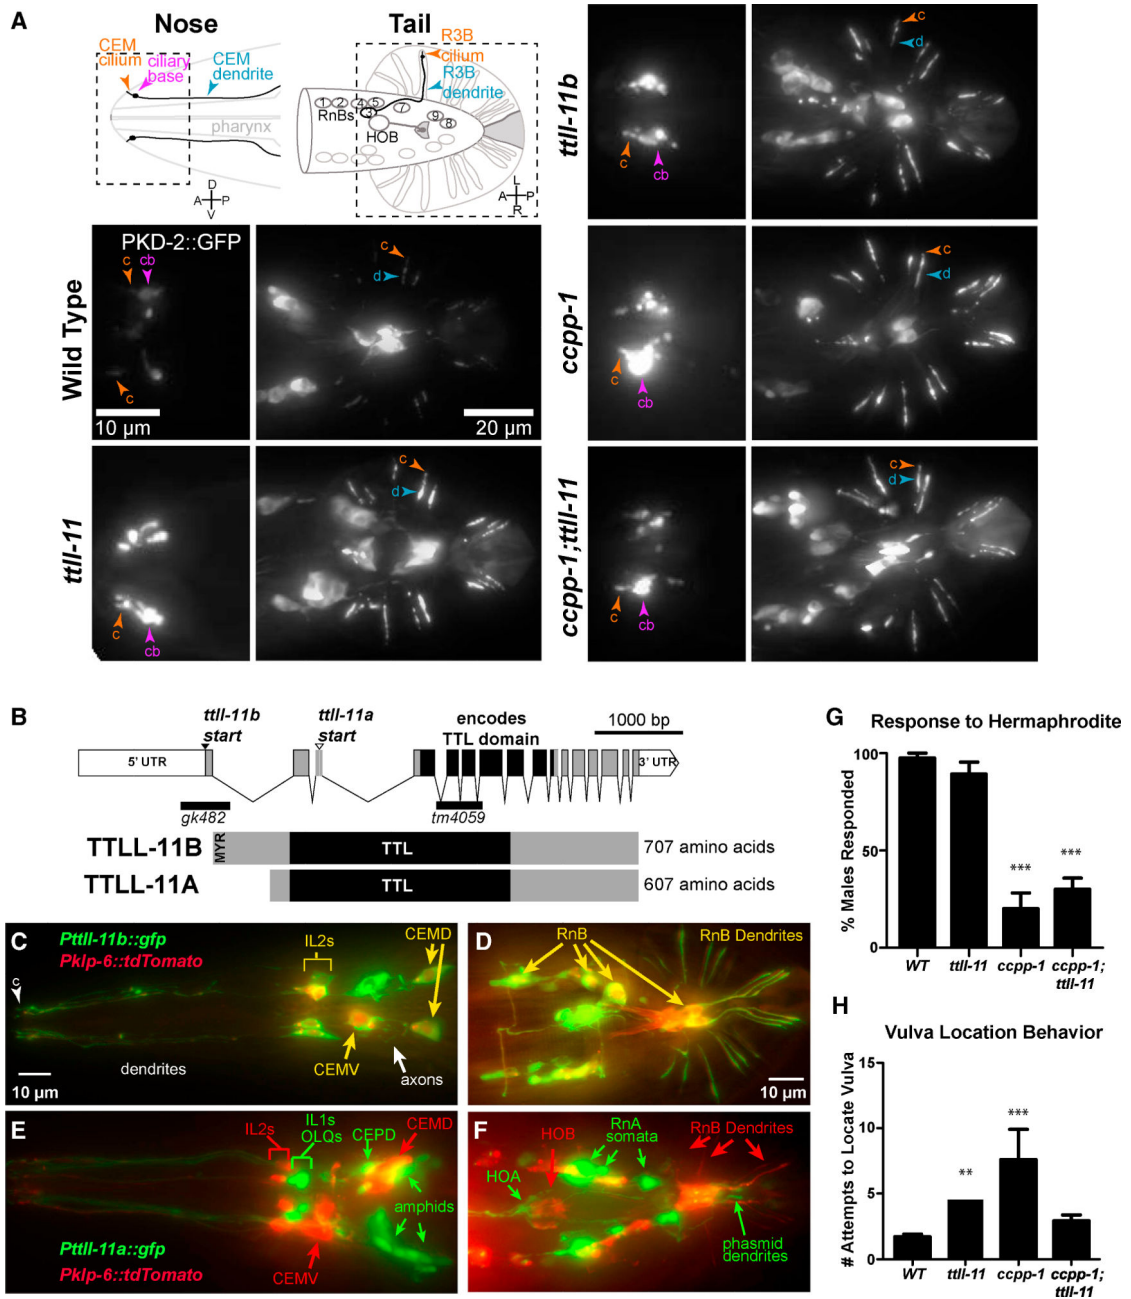 A
Nose
Tail
CEM
cilium
ciliary
base
CEM
dendrite
pharynx
D
A
P
V
R3B
cilium
R3B
dendrite
1
2
4
5
3
7
9
8
RnBs
HOB
L
A
P
R
ttll-11b
c
cb
c
d
Wild Type
PKD-2::GFP
c
cb
c
10 µm
c
d
20 µm
ccpp-1
c
cb
c
d
ttll-11
c
cb
c
d
ccpp-1;ttll-11
c
cb
c
d
B
ttll-11b
start
ttll-11a
start
encodes
TTL domain
1000 bp
5' UTR
3' UTR
gk482
tm4059
TTLL-11B
MYR
TTL
707 amino acids
TTLL-11A
TTL
607 amino acids
C
Pttll-11b::gfp
Pklp-6::tdTomato
c
IL2s
CEMD
CEMV
axons
dendrites
10 µm
D
RnB
RnB Dendrites
10 µm
E
IL2s
IL1s
OLQs
CEPD
CEMD
amphids
CEMV
Pttll-11a::gfp
Pklp-6::tdTomato
F
HOB
RnA
somata
RnB Dendrites
HOA
phasmid
dendrites
G
Response to Hermaphrodite
% Males Responded
100
50
0
***
***
WT
ttll-11
ccpp-1
ccpp-1;
ttll-11
H
Vulva Location Behavior
# Attempts to Locate Vulva
15
10
5
0
**
***
WT
ttll-11
ccpp-1
ccpp-1;
ttll-11